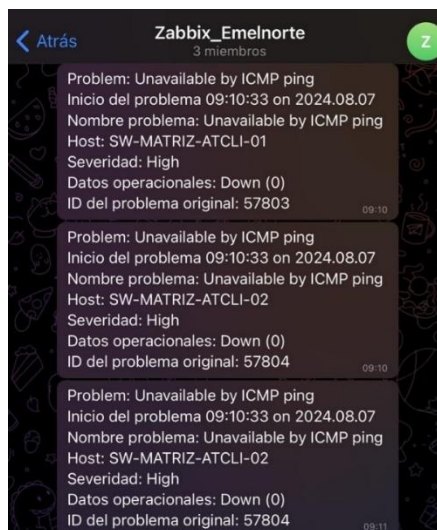 Atrás
Zabbix_Emelnorte
3 miembros
Z
Problem: Unavailable by ICMP ping
Inicio del problema 09:10:33 on 2024.08.07
Nombre problema: Unavailable by ICMP ping
Host: SW-MATRIZ-ATCLI-01
Severidad: High
Datos operacionales: Down (0)
ID del problema original: 57803
09:10
Problem: Unavailable by ICMP ping
Inicio del problema 09:10:33 on 2024.08.07
Nombre problema: Unavailable by ICMP ping
Host: SW-MATRIZ-ATCLI-02
Severidad: High
Datos operacionales: Down (0)
ID del problema original: 57804
09:10
Problem: Unavailable by ICMP ping
Inicio del problema 09:10:33 on 2024.08.07
Nombre problema: Unavailable by ICMP ping
Host: SW-MATRIZ-ATCLI-02
Severidad: High
Datos operacionales: Down (0)
ID del problema original: 57804
09:11